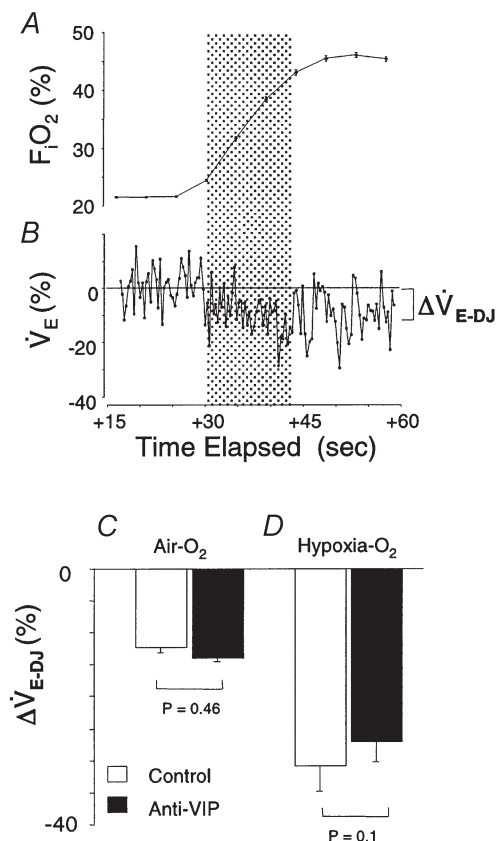 A
50
40
30
20
FiO2 (%)
B
0
-20
-40
V̇E (%)
ΔV̇E-DJ
+15
+30
+45
+60
Time Elapsed (sec)
C
D
Air-O2
Hypoxia-O2
0
-40
ΔV̇E-DJ (%)
P = 0.46
P = 0.1
Control
Anti-VIP